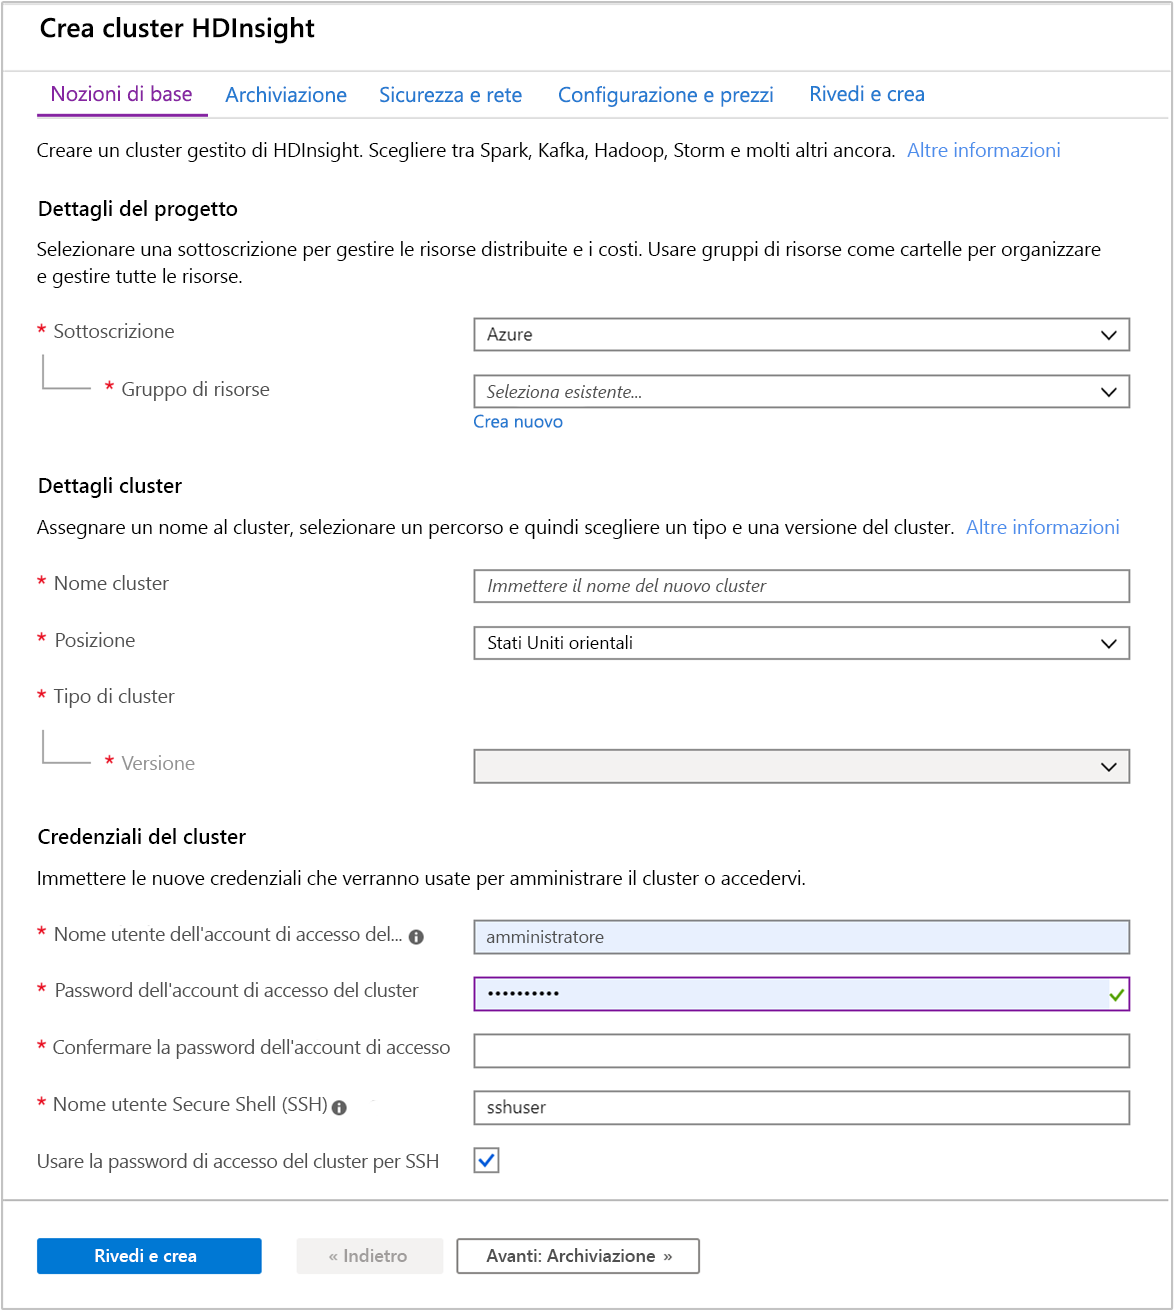 Crea cluster HDInsight
Nozioni di base Archiviazione Sicurezza e rete Configurazione e prezzi Rivedi e crea
Creare un cluster gestito di HDInsight. Scegliere tra Spark, Kafka, Hadoop, Storm e molti altri ancora. Altre informazioni
Dettagli del progetto
Selezionare una sottoscrizione per gestire le risorse distribuite e i costi. Usare gruppi di risorse come cartelle per organizzare
e gestire tutte le risorse.
* Sottoscrizione Azure
* Gruppo di risorse Seleziona esistente...
Crea nuovo
Dettagli cluster
Assegnare un nome al cluster, selezionare un percorso e quindi scegliere un tipo e una versione del cluster. Altre informazioni
* Nome cluster Immettere il nome del nuovo cluster
* Posizione Stati Uniti orientali
* Tipo di cluster
* Versione
Credenziali del cluster
Immettere le nuove credenziali che verranno usate per amministrare il cluster o accedervi.
* Nome utente dell'account di accesso del... amministratore
* Password dell'account di accesso del cluster ••••••••••
* Confermare la password dell'account di accesso
* Nome utente Secure Shell (SSH) sshuser
Usare la password di accesso del cluster per SSH
Rivedi e crea « Indietro Avanti: Archiviazione »